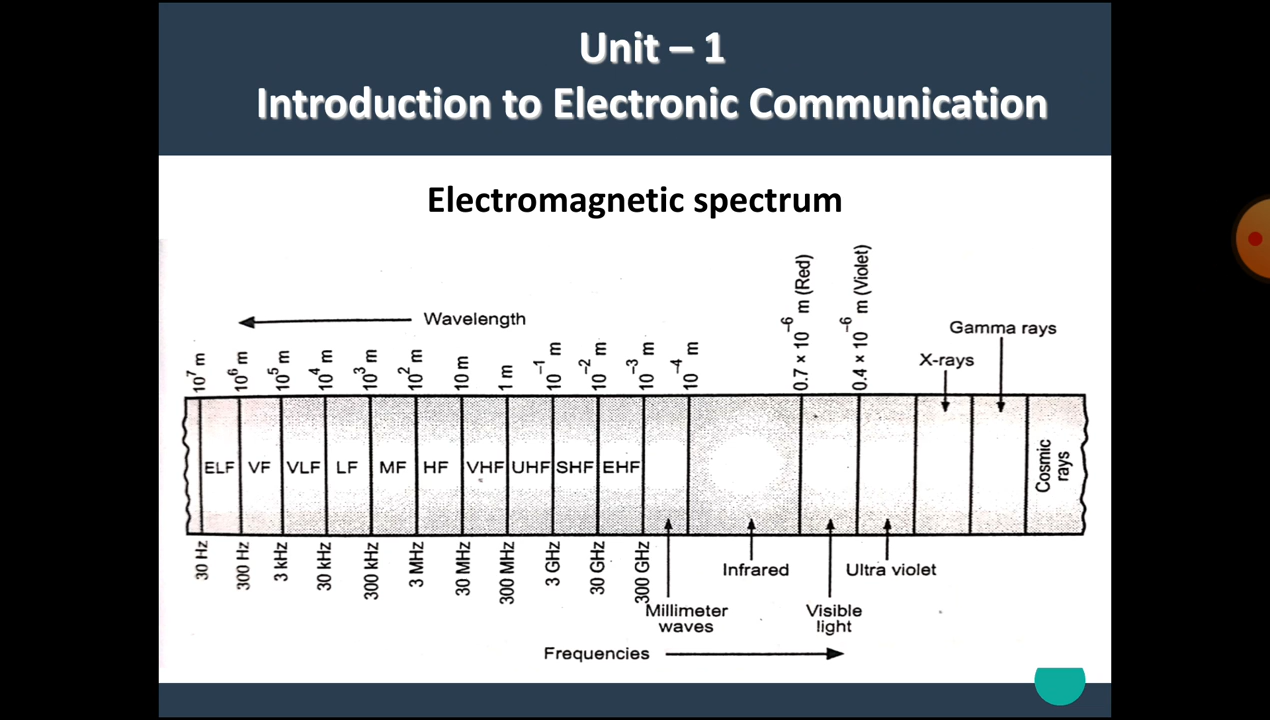 Unit – 1
Introduction to Electronic Communication
Electromagnetic spectrum
Wavelength
10⁷ m
10⁶ m
10⁵ m
10⁴ m
10³ m
10² m
10 m
1 m
10⁻¹ m
10⁻² m
10⁻³ m
10⁻⁴ m
0.7 × 10⁻⁶ m (Red)
0.4 × 10⁻⁶ m (Violet)
X-rays
Gamma rays
ELF
VF
VLF
LF
MF
HF
VHF
UHF
SHF
EHF
Cosmic
rays
30 Hz
300 Hz
3 kHz
30 kHz
300 kHz
3 MHz
30 MHz
300 MHz
3 GHz
30 GHz
300 GHz
Millimeter
waves
Infrared
Visible
light
Ultra violet
Frequencies